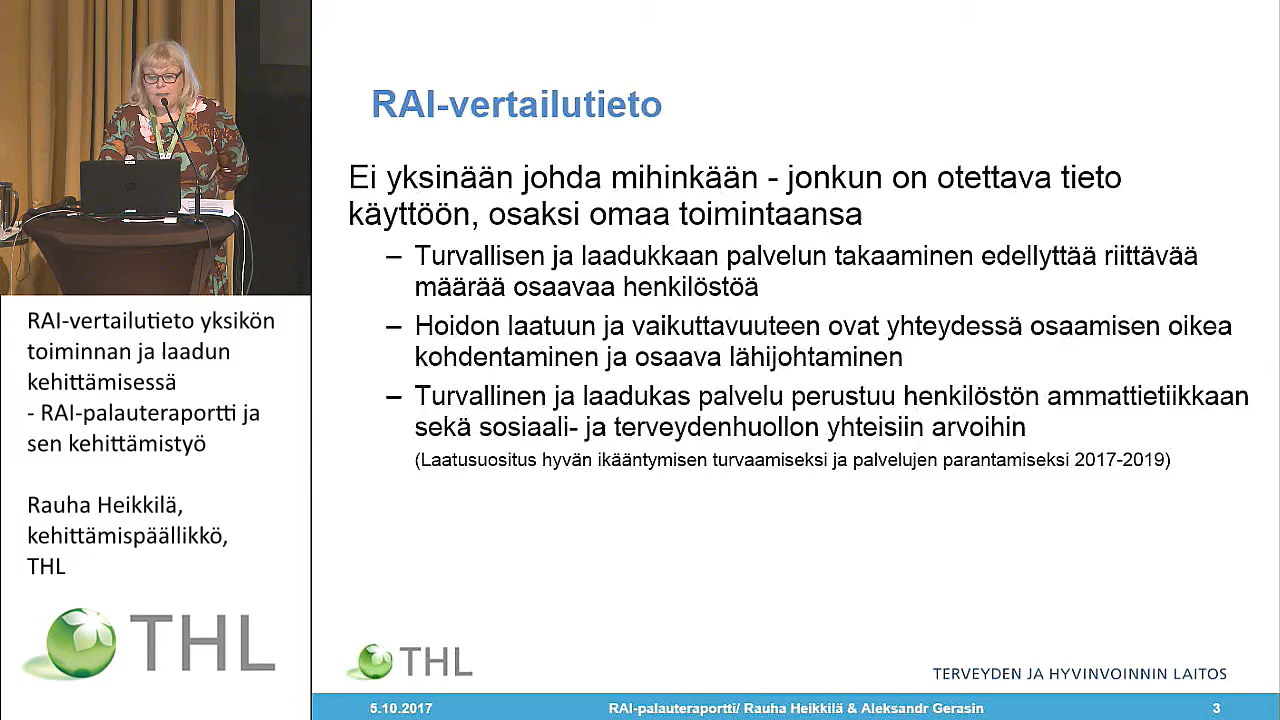 RAI-vertailutieto yksikön
toiminnan ja laadun
kehittämisessä
- RAI-palauteraportti ja
sen kehittämistyö
Rauha Heikkilä,
kehittämispäällikkö,
THL
THL
RAI-vertailutieto
Ei yksinään johda mihinkään - jonkun on otettava tieto
käyttöön, osaksi omaa toimintaansa
– Turvallisen ja laadukkaan palvelun takaaminen edellyttää riittävää
määrää osaavaa henkilöstöä
– Hoidon laatuun ja vaikuttavuuteen ovat yhteydessä osaamisen oikea
kohdentaminen ja osaava lähijohtaminen
– Turvallinen ja laadukas palvelu perustuu henkilöstön ammattietiikkaan
sekä sosiaali- ja terveydenhuollon yhteisiin arvoihin
(Laatusuositus hyvän ikääntymisen turvaamiseksi ja palvelujen parantamiseksi 2017-2019)
THL
TERVEYDEN JA HYVINVOINNIN LAITOS
5.10.2017
RAI-palauteraportti/ Rauha Heikkilä & Aleksandr Gerasin
3